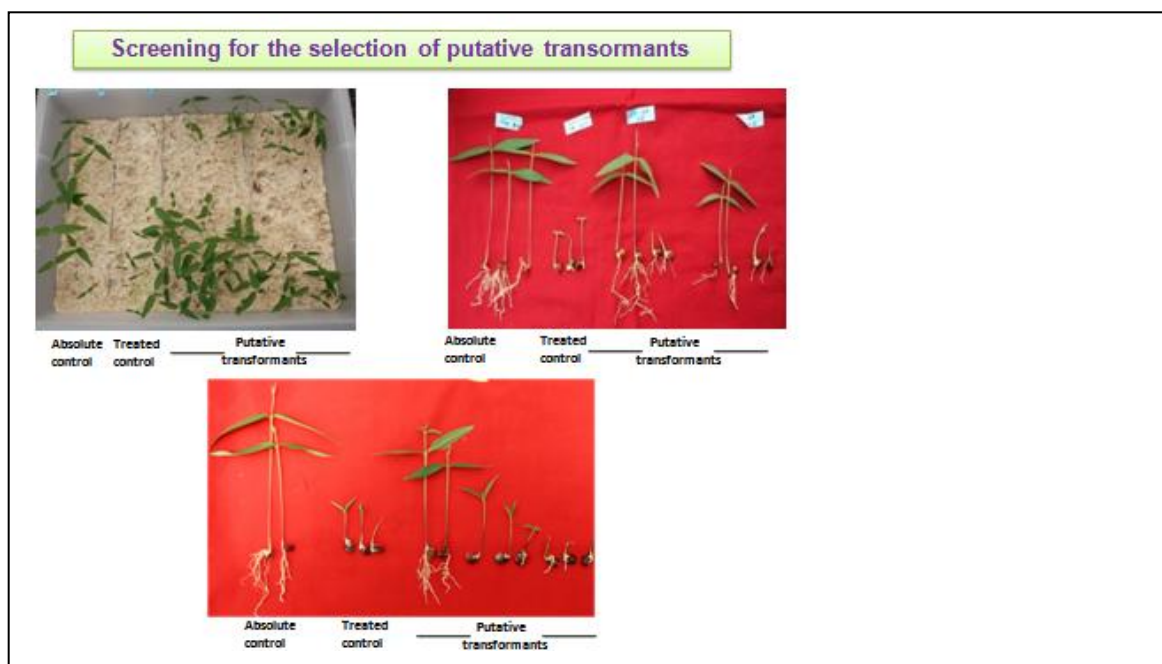 Screening for the selection of putative transormants
Absolute control
Treated control
Putative transformants
Absolute control
Treated control
Putative transformants
Absolute control
Treated control
Putative transformants